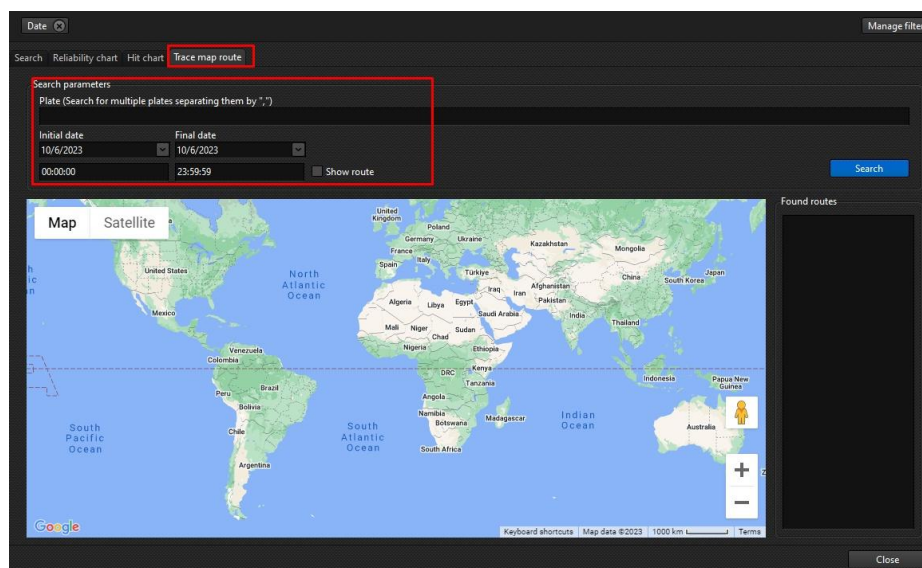 Date
Manage filter
Search Reliability chart Hit chart Trace map route
Search parameters
Plate (Search for multiple plates separating them by ",")
Initial date Final date
10/6/2023 10/6/2023
00:00:00 23:59:59 Show route
Search
Found routes
Map Satellite
United Kingdom
Poland
Germany Ukraine
Kazakhstan
Mongolia
France
Italy
Spain
Türkiye
China
Japan
South Korea
United States
North Atlantic Ocean
Iraq Iran
Afghanistan
Pakistan
Algeria Libya Egypt
Saudi Arabia
India
Thailand
Mexico
Mali Niger Chad Sudan
Nigeria Ethiopia
Venezuela
Colombia
DRC Kenya
Tanzania
Indonesia
Papua New Guinea
Peru Brazil
Bolivia
Angola
Namibia
Botswana
Madagascar
Indian Ocean
Australia
South Pacific Ocean
Chile
South Atlantic Ocean
South Africa
Argentina
Google
Keyboard shortcuts Map data ©2023 1000 km Terms
Close